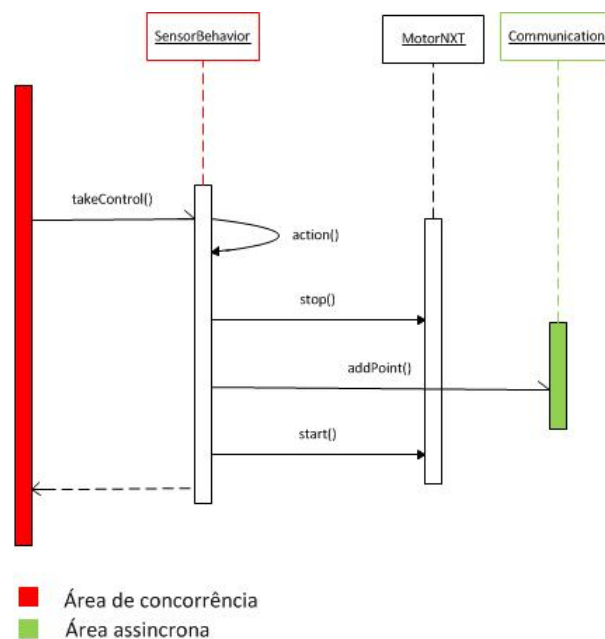 SensorBehavior
MotorNXT
Communication
takeControl()
action()
stop()
addPoint()
start()
Área de concorrência
Área assincrona